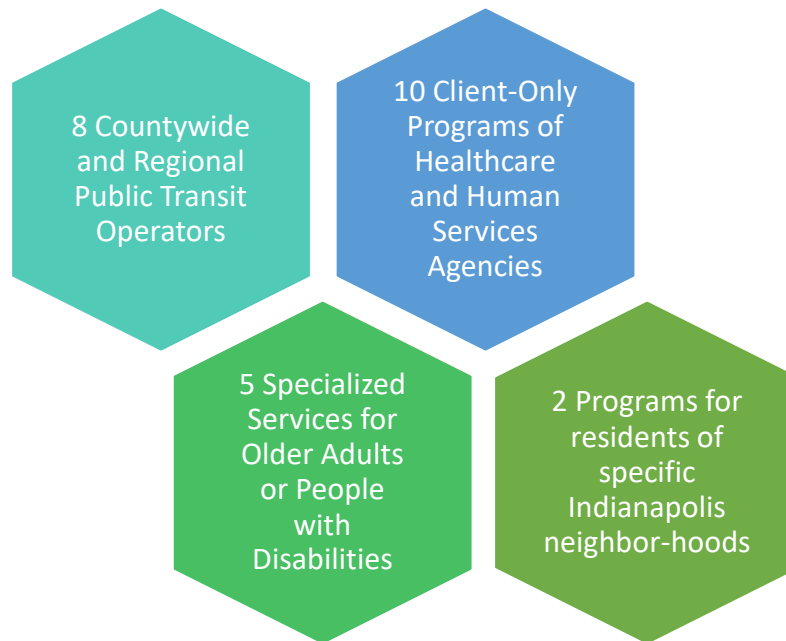 8 Countywide
and Regional
Public Transit
Operators
10 Client-Only
Programs of
Healthcare
and Human
Services
Agencies
5 Specialized
Services for
Older Adults
or People
with
Disabilities
2 Programs for
residents of
specific
Indianapolis
neighbor-hoods